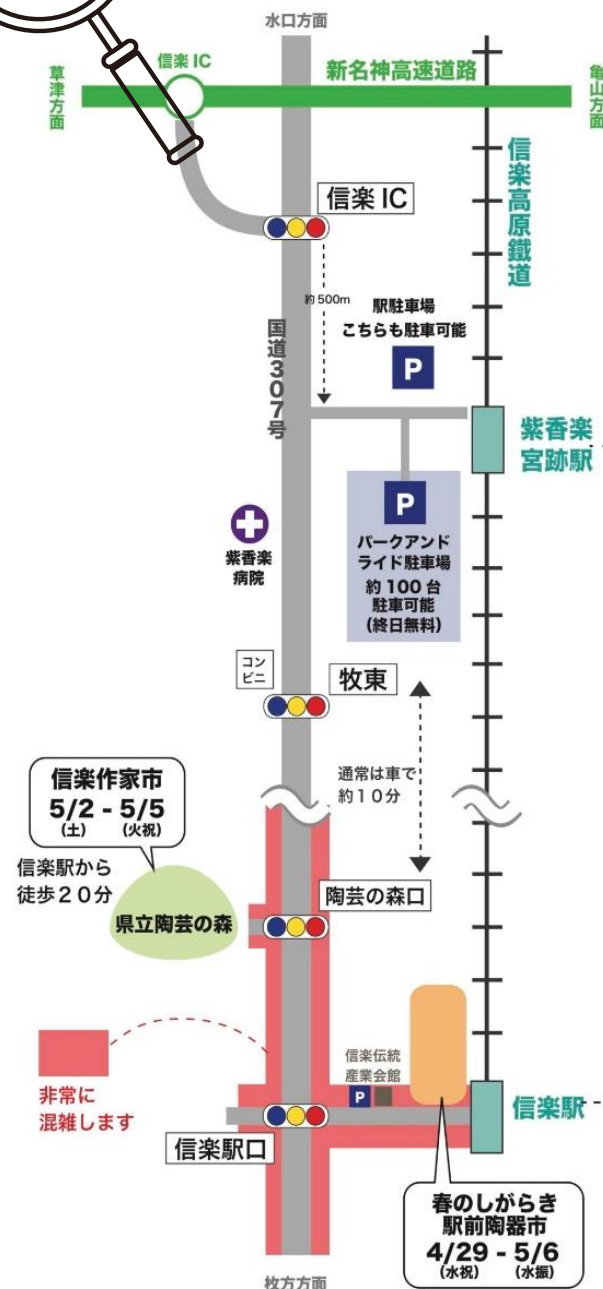 水口方面
信楽 IC
新名神高速道路
草津方面
亀山方面
信楽高原鐵道
信楽 IC
約500m
駅駐車場
こちらも駐車可能
P
国道307号
紫香楽
宮跡駅
P
パークアンド
ライド駐車場
約100台
駐車可能
(終日無料)
紫香楽
病院
コン
ビニ
牧東
通常は車で
約10分
信楽作家市
5/2 - 5/5
(土) (火祝)
信楽駅から
徒歩20分
県立陶芸の森
陶芸の森口
非常に
混雑します
信楽伝統
産業会館
P
信楽駅
信楽駅口
春のしがらき
駅前陶器市
4/29 - 5/6
(水祝) (水振)
枚方方面